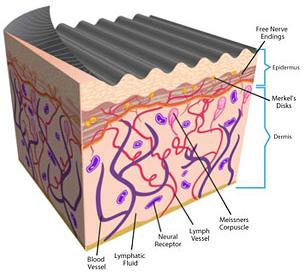 Free Nerve
Endings
Epidermus
Merkel's
Disks
Dermis
Meissners
Corpuscle
Lymph
Vessel
Neural
Receptor
Lymphatic
Fluid
Blood
Vessel